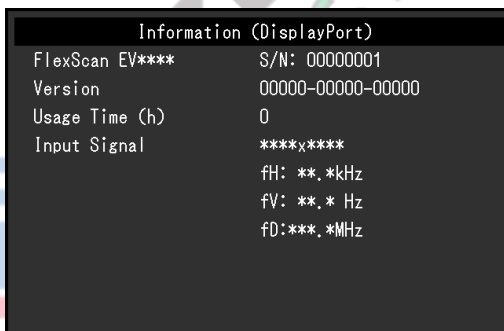 Information (DisplayPort)
FlexScan EV**** S/N: 00000001
Version 00000-00000-00000
Usage Time (h) 0
Input Signal ****x****
fH: **.*kHz
fV: **.* Hz
fD:***.*MHz